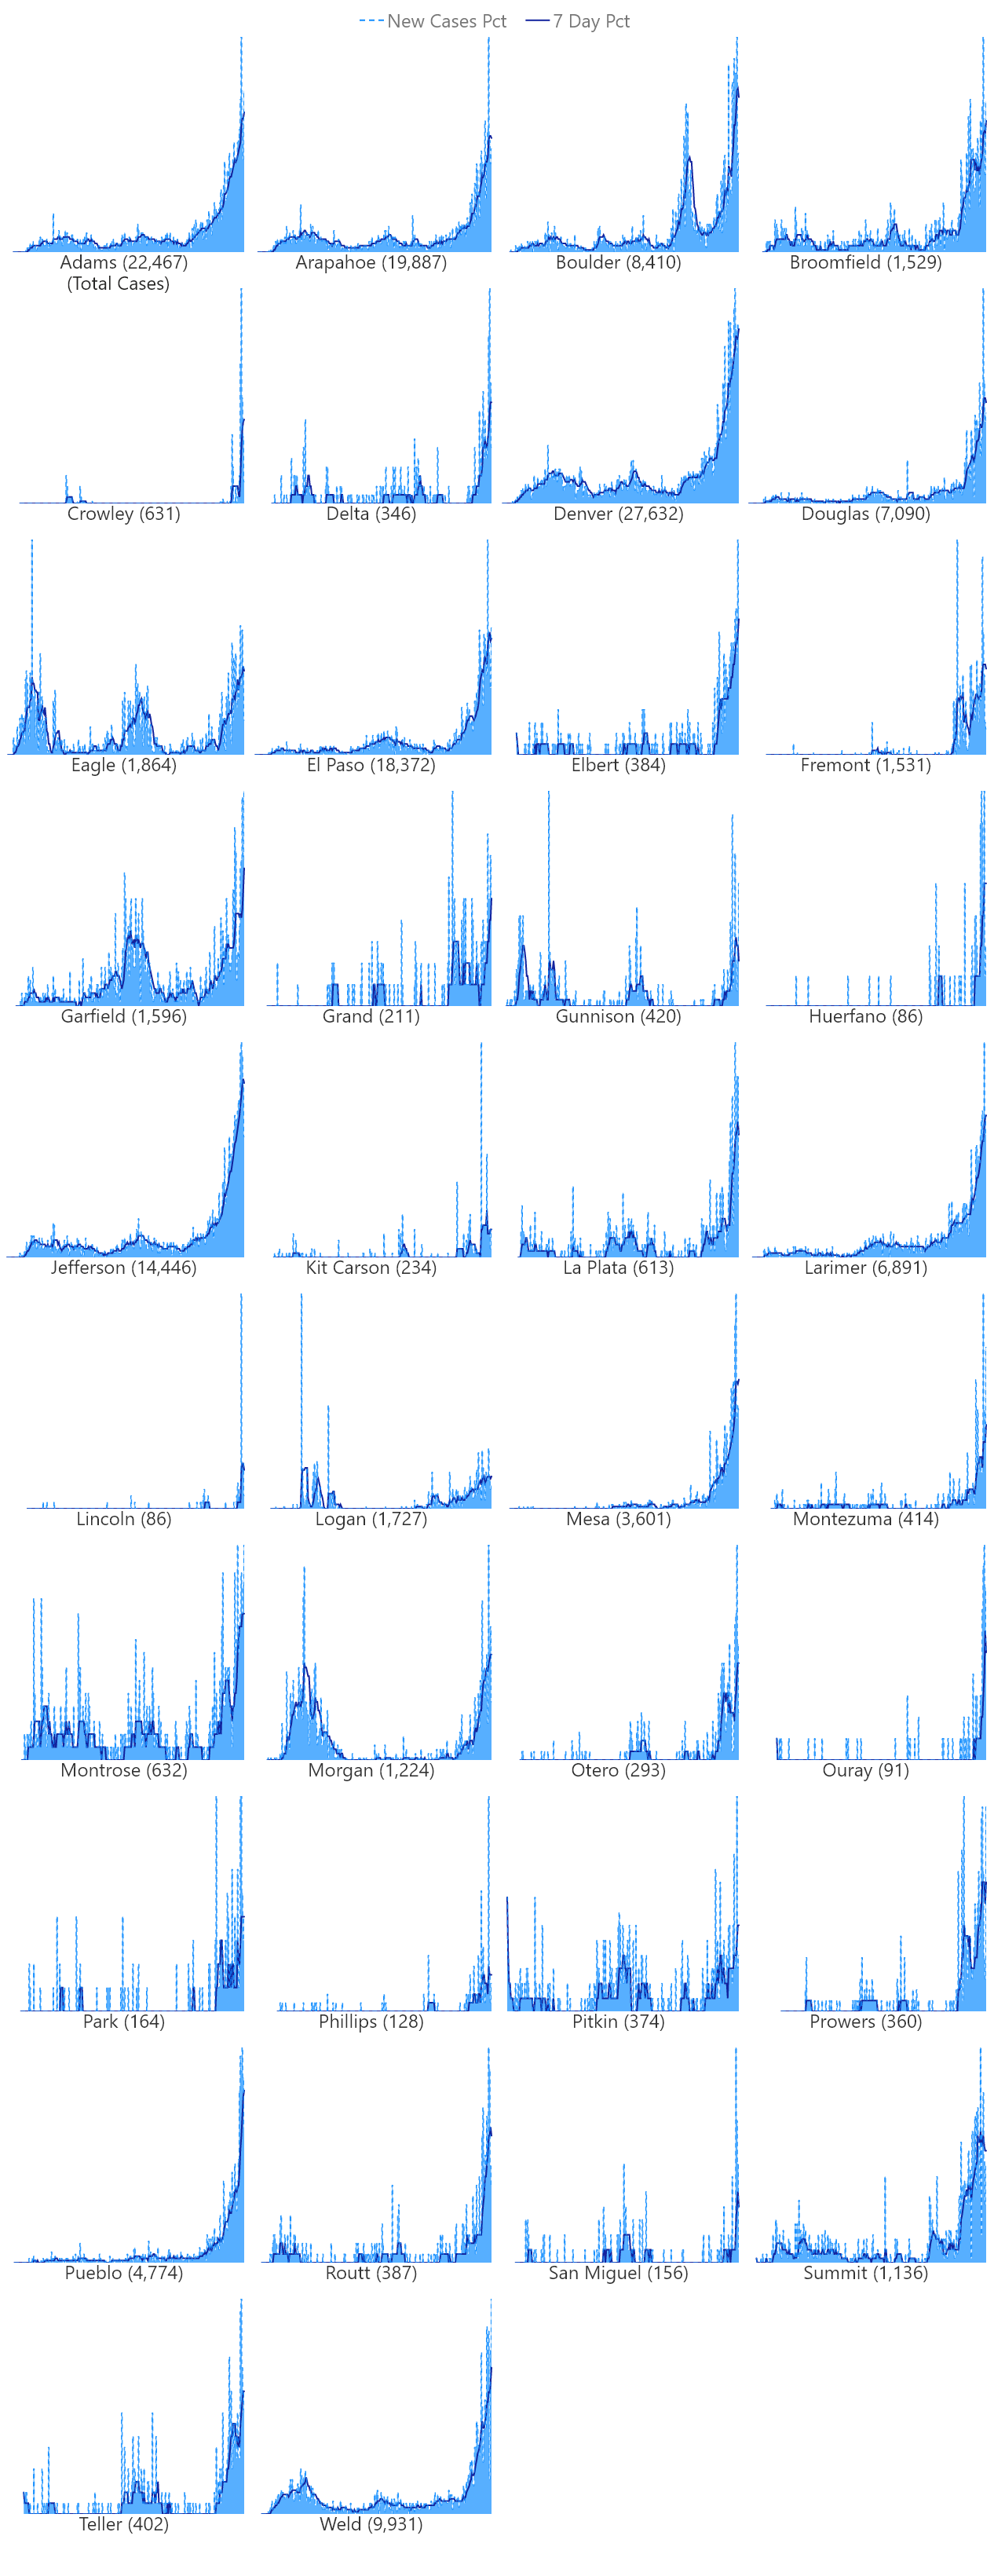 New Cases Pct 7 Day Pct
Adams (22,467) Arapahoe (19,887) Boulder (8,410) Broomfield (1,529)
(Total Cases)
Crowley (631) Delta (346) Denver (27,632) Douglas (7,090)
Eagle (1,864) El Paso (18,372) Elbert (384) Fremont (1,531)
Garfield (1,596) Grand (211) Gunnison (420) Huerfano (86)
Jefferson (14,446) Kit Carson (234) La Plata (613) Larimer (6,891)
Lincoln (86) Logan (1,727) Mesa (3,601) Montezuma (414)
Montrose (632) Morgan (1,224) Otero (293) Ouray (91)
Park (164) Phillips (128) Pitkin (374) Prowers (360)
Pueblo (4,774) Routt (387) San Miguel (156) Summit (1,136)
Teller (402) Weld (9,931)